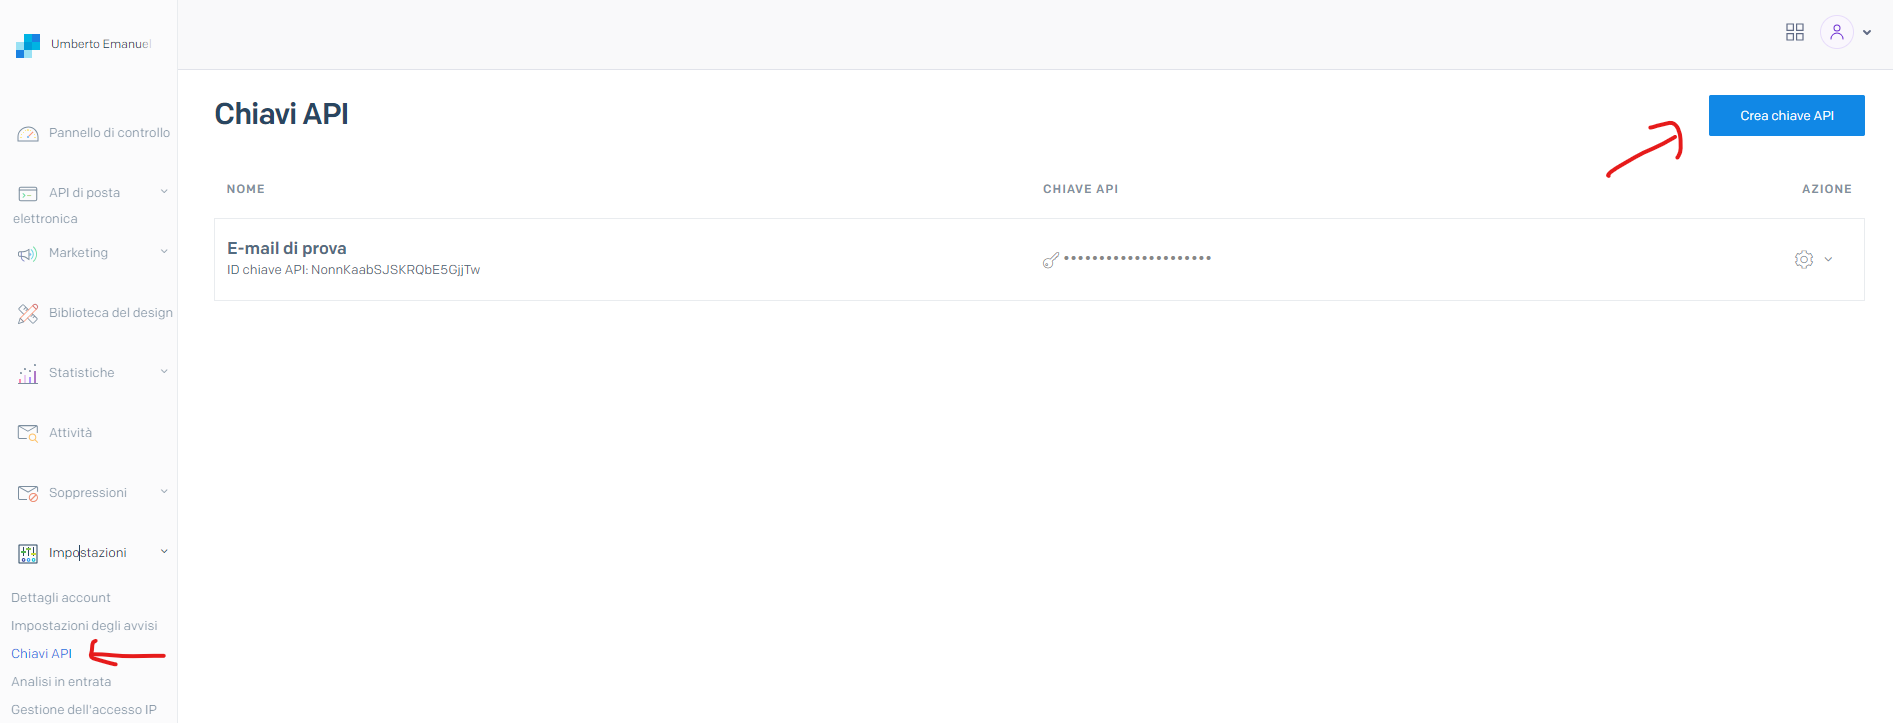 Umberto Emanuel
Pannello di controllo
API di posta
elettronica
Marketing
Biblioteca del design
Statistiche
Attività
Soppressioni
Impostazioni
Dettagli account
Impostazioni degli avvisi
Chiavi API
Analisi in entrata
Gestione dell'accesso IP
Chiavi API
Crea chiave API
NOME CHIAVE API AZIONE
E-mail di prova
ID chiave API: NonnKaabSJSKRQbE5GjjTw
••••••••••••••••••••••